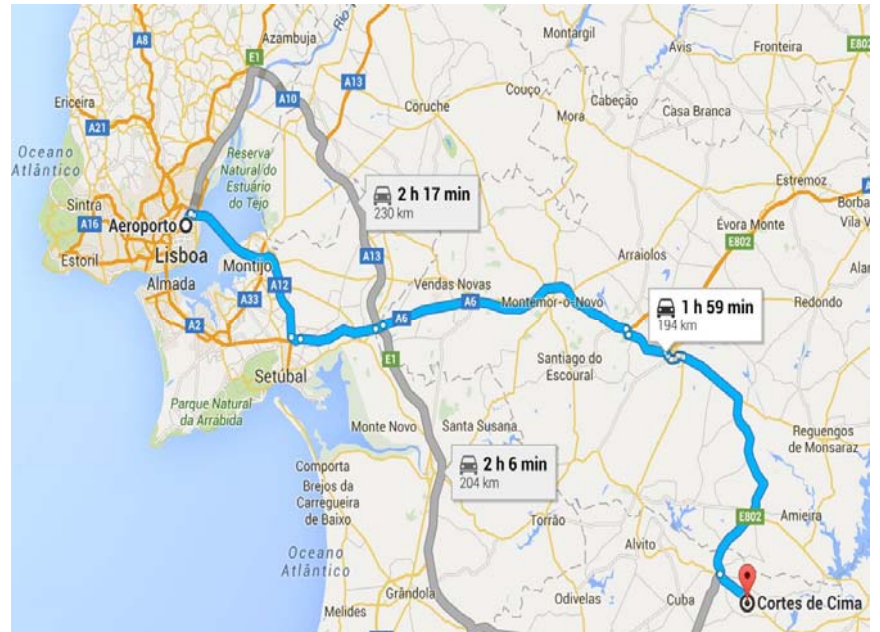 A8
Azambuja
Rio
Montargil
Avis
Fronteira
E802
E1
A10
A13
Couço
Cabeção
Ericeira
Coruche
Mora
Casa Branca
A21
Oceano
Atlântico
Reserva
Natural do
Estuário
do Tejo
2 h 17 min
230 km
Estremoz
Sintra
Borba
Vila V
A16
Aeroporto
Évora Monte
E802
Estoril
Lisboa
Montijo
Arraiolos
Alan
Almada
A12
A13
Vendas Novas
A33
A6
Montemor-o-Novo
Redondo
A2
A6
1 h 59 min
194 km
Setúbal
E1
Santiago do
Escoural
Parque Natural
da Arrábida
Monte Novo
Santa Susana
Reguengos
de Monsaraz
Comporta
Brejos da
Carregueira
de Baixo
2 h 6 min
204 km
Torrão
E802
Amieira
Oceano
Atlântico
Alvito
Grândola
Odivelas
Cuba
Cortes de Cima
Melides